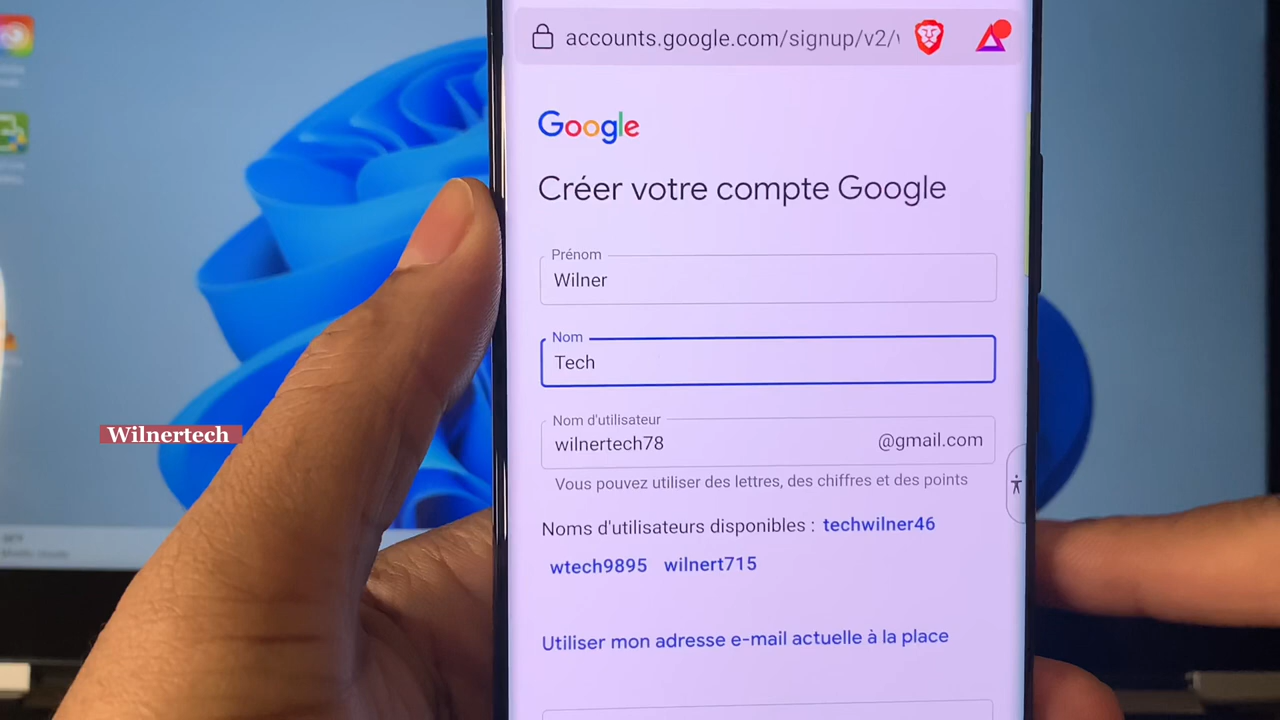 accounts.google.com/signup/v2/
Google
Créer votre compte Google
Prénom
Wilner
Nom
Tech
Wilnertech
Nom d'utilisateur
wilnertech78 @gmail.com
Vous pouvez utiliser des lettres, des chiffres et des points
Noms d'utilisateurs disponibles : techwilner46
wtech9895 wilnert715
Utiliser mon adresse e-mail actuelle à la place